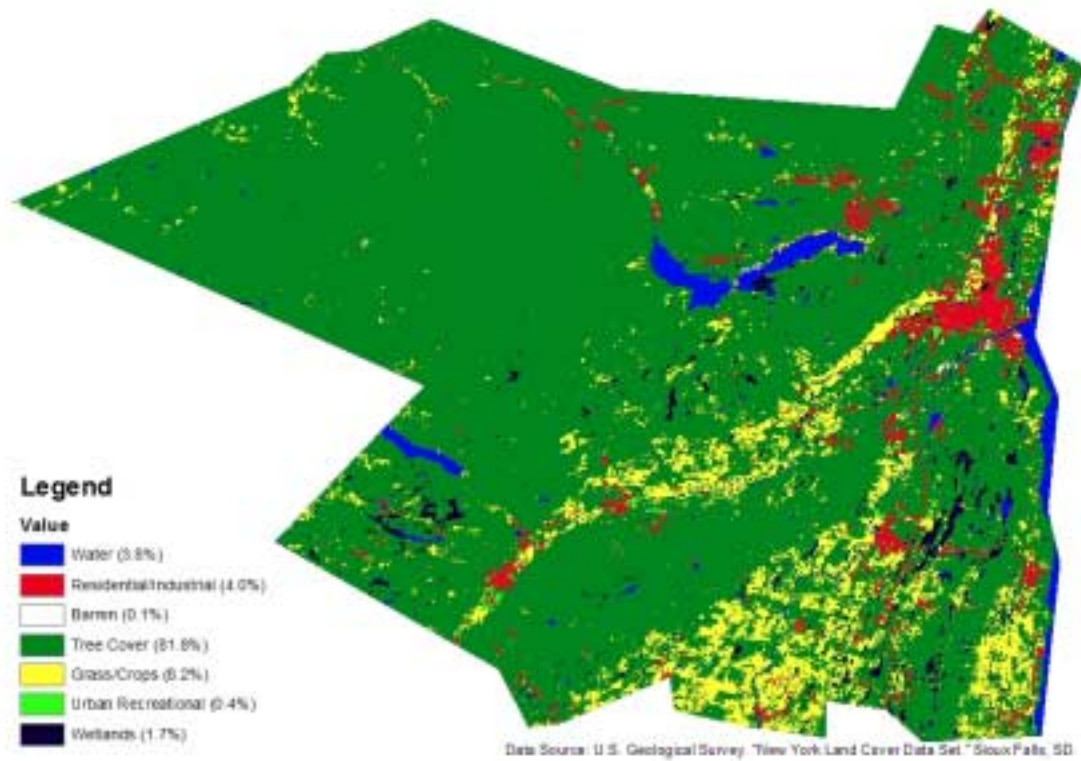 Legend
Value
Water (3.8%)
Residential/Industrial (4.0%)
Barren (0.1%)
Tree Cover (81.8%)
Grass/Crops (8.2%)
Urban Recreational (0.4%)
Wetlands (1.7%)
Data Source: U.S. Geological Survey. "New York Land Cover Data Set." Sioux Falls, SD